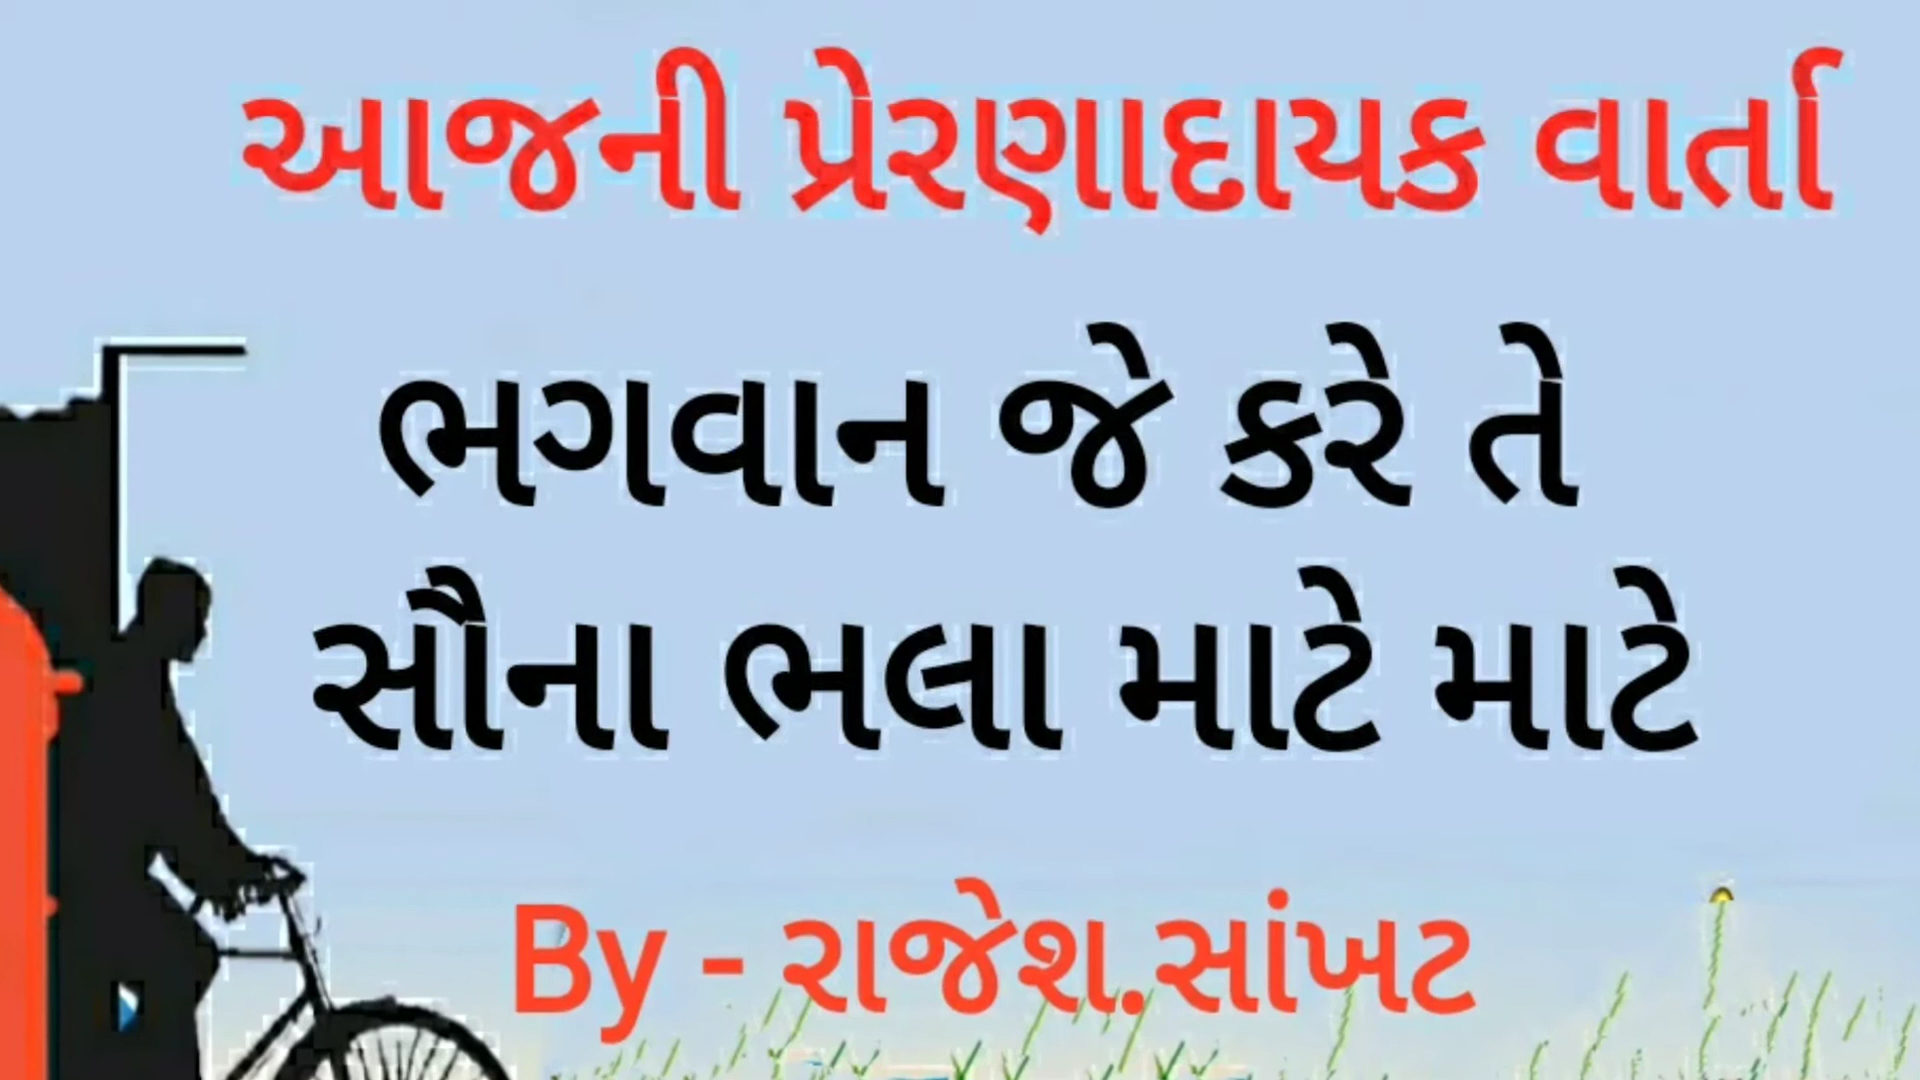 આજની પ્રેરણાદાયક વાર્તા
ભગવાન જે કરે તે
સૌના ભલા માટે માટે
By - રાજેશ.સાંખટ